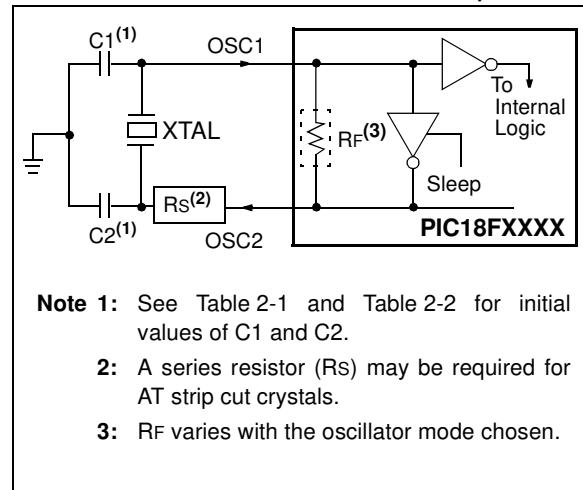 C1(1)
OSC1
To
Internal
Logic
XTAL
RF(3)
Sleep
RS(2)
C2(1)
OSC2
PIC18FXXXX
Note 1: See Table 2-1 and Table 2-2 for initial
values of C1 and C2.
2: A series resistor (RS) may be required for
AT strip cut crystals.
3: RF varies with the oscillator mode chosen.